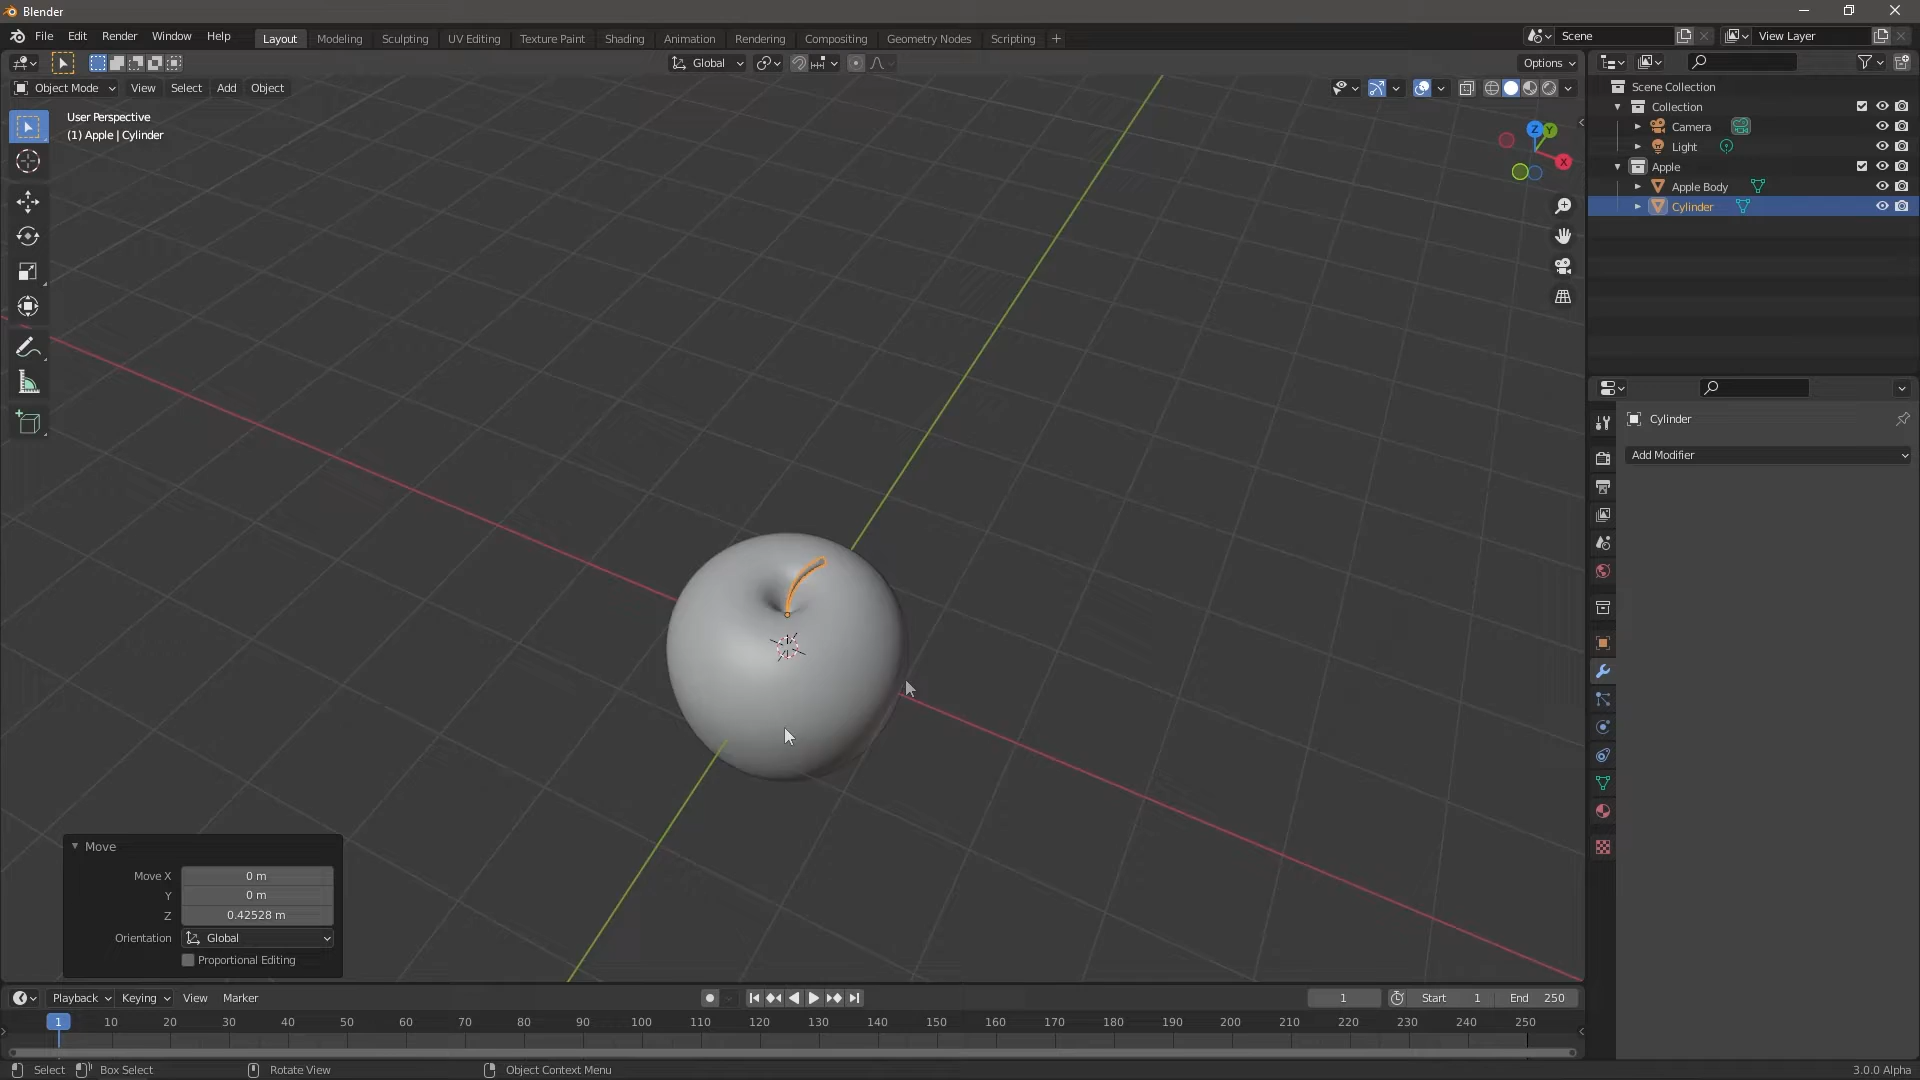 Blender
File Edit Render Window Help Layout Modeling Sculpting UV Editing Texture Paint Shading Animation Rendering Compositing Geometry Nodes Scripting + Scene View Layer
Global Options
Object Mode View Select Add Object
User Perspective
(1) Apple | Cylinder
Z Y X
Scene Collection
Collection
Camera
Light
Apple
Apple Body
Cylinder
Cylinder
Add Modifier
Move
Move X 0 m
Y 0 m
Z 0.42528 m
Orientation Global
Proportional Editing
Playback Keying View Marker 1 Start 1 End 250
1 10 20 30 40 50 60 70 80 90 100 110 120 130 140 150 160 170 180 190 200 210 220 230 240 250
Select Box Select Rotate View Object Context Menu 3.0.0 Alpha